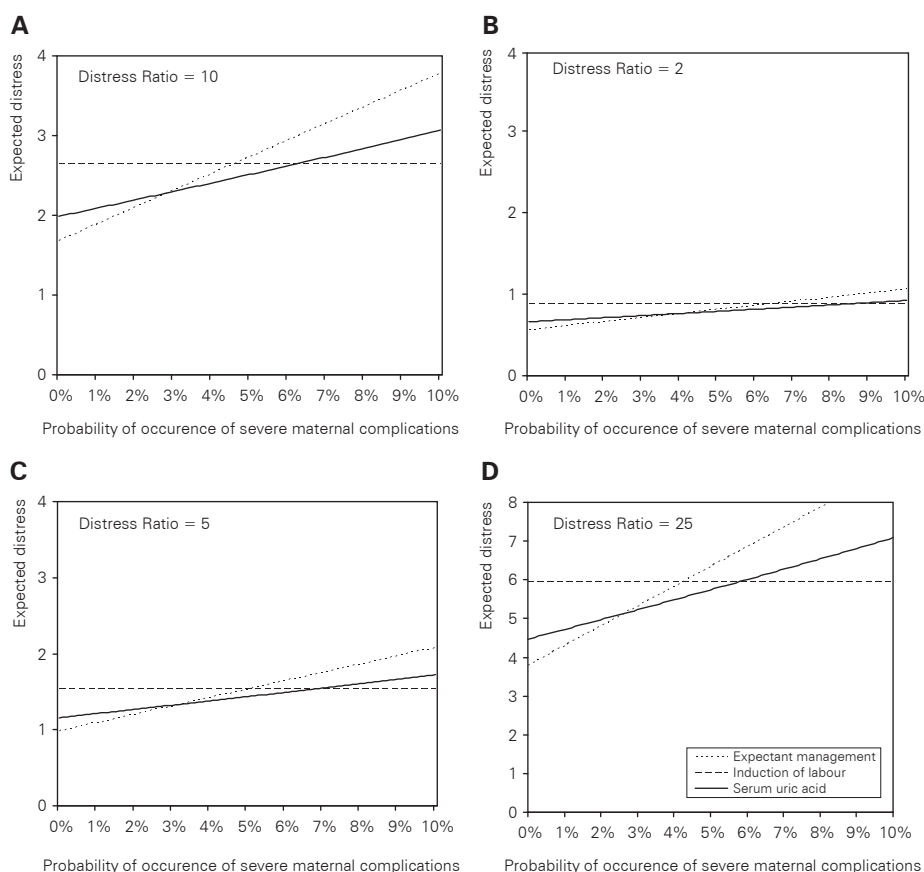 A
Distress Ratio = 10
Expected distress
4
3
2
1
0
0% 1% 2% 3% 4% 5% 6% 7% 8% 9% 10%
Probability of occurence of severe maternal complications
B
Distress Ratio = 2
Expected distress
4
3
2
1
0
0% 1% 2% 3% 4% 5% 6% 7% 8% 9% 10%
Probability of occurence of severe maternal complications
C
Distress Ratio = 5
Expected distress
4
3
2
1
0
0% 1% 2% 3% 4% 5% 6% 7% 8% 9% 10%
Probability of occurence of severe maternal complications
D
Distress Ratio = 25
Expected distress
8
7
6
5
4
3
2
1
0
Expectant management
Induction of labour
Serum uric acid
0% 1% 2% 3% 4% 5% 6% 7% 8% 9% 10%
Probability of occurence of severe maternal complications